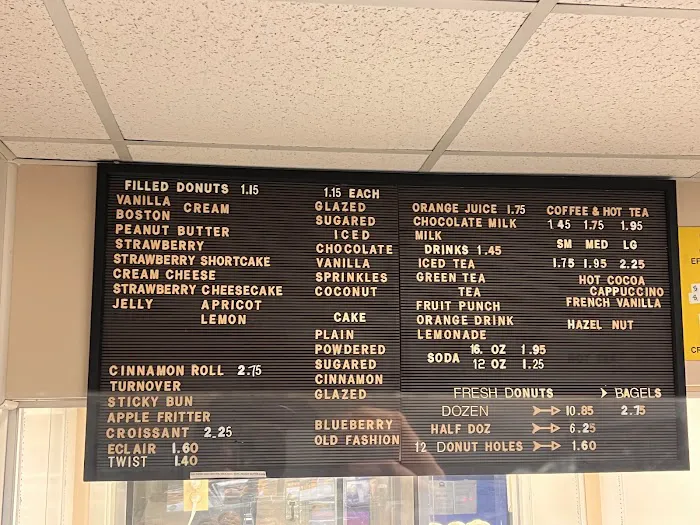 FILLED DONUTS 1.15
VANILLA
BOSTON CREAM
PEANUT BUTTER
STRAWBERRY
STRAWBERRY SHORTCAKE
CREAM CHEESE
STRAWBERRY CHEESECAKE
JELLY APRICOT
LEMON
CINNAMON ROLL 2.75
TURNOVER
STICKY BUN
APPLE FRITTER
CROISSANT 2.25
ECLAIR 1.60
TWIST 1.40
1.15 EACH
GLAZED
SUGARED
ICED
CHOCOLATE
VANILLA
SPRINKLES
COCONUT
CAKE
PLAIN
POWDERED
SUGARED
CINNAMON
GLAZED
BLUEBERRY
OLD FASHION
ORANGE JUICE 1.75
CHOCOLATE MILK
MILK
DRINKS 1.45
ICED TEA
GREEN TEA
TEA
FRUIT PUNCH
ORANGE DRINK
LEMONADE
SODA 16. OZ 1.95
12 OZ 1.25
COFFEE & HOT TEA
1 45 1.75 1.95
SM MED LG
1.75 1.95 2.25
HOT COCOA
CAPPUCCINO
FRENCH VANILLA
HAZEL NUT
FRESH DONUTS
DOZEN 10.85
HALF DOZ 6.25
12 DONUT HOLES 1.60
BAGELS
2.75